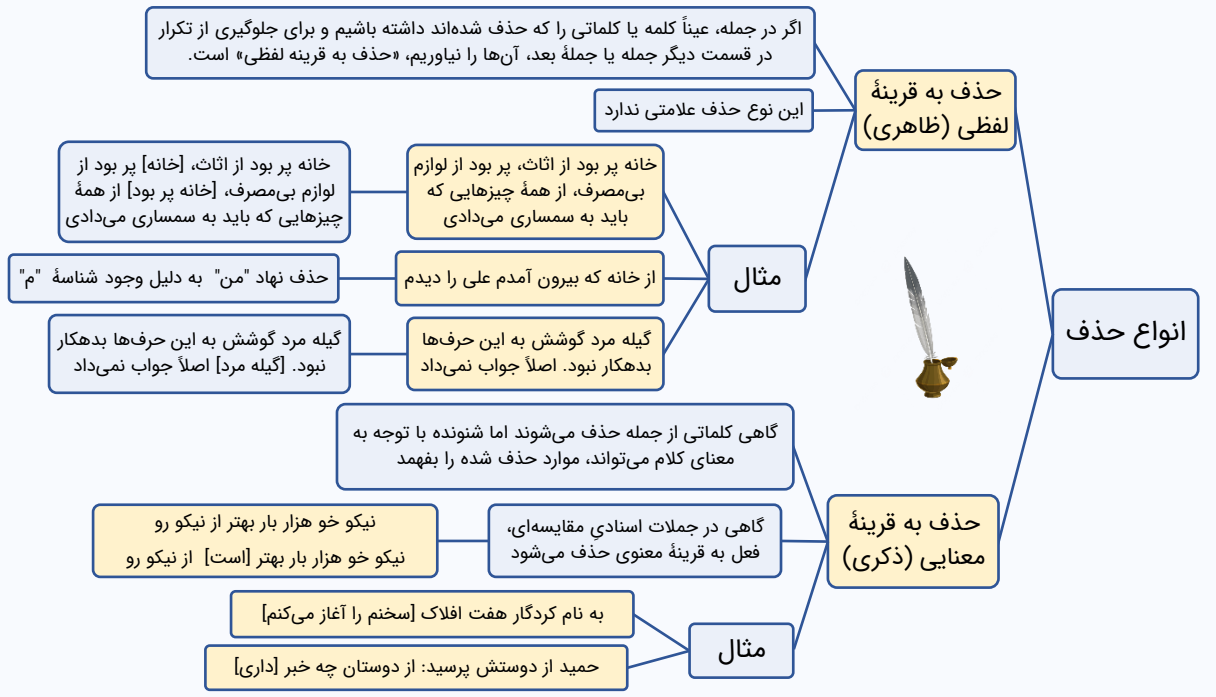 انواع حذف
حذف به قرینهٔ
لفظی (ظاهری)
اگر در جمله، عیناً کلمه یا کلماتی را که حذف شده‌اند داشته باشیم و برای جلوگیری از تکرار
در قسمت دیگر جمله یا جملهٔ بعد، آن‌ها را نیاوریم، «حذف به قرینه لفظی» است.
این نوع حذف علامتی ندارد
مثال
خانه پر بود از اثاث، پر بود از لوازم
بی‌مصرف، از همهٔ چیزهایی که
باید به سمساری می‌دادی
خانه پر بود از اثاث، [خانه] پر بود از
لوازم بی‌مصرف، [خانه پر بود] از همهٔ
چیزهایی که باید به سمساری می‌دادی
از خانه که بیرون آمدم علی را دیدم
حذف نهاد "من" به دلیل وجود شناسهٔ "م"
گیله مرد گوشش به این حرف‌ها
بدهکار نبود. اصلاً جواب نمی‌داد
گیله مرد گوشش به این حرف‌ها بدهکار
نبود. [گیله مرد] اصلاً جواب نمی‌داد
حذف به قرینهٔ
معنایی (ذکری)
گاهی کلماتی از جمله حذف می‌شوند اما شنونده با توجه به
معنای کلام می‌تواند، موارد حذف شده را بفهمد
گاهی در جملات اسنادیِ مقایسه‌ای،
فعل به قرینهٔ معنوی حذف می‌شود
نیکو خو هزار بار بهتر از نیکو رو
نیکو خو هزار بار بهتر [است] از نیکو رو
مثال
به نام کردگار هفت افلاک [سخنم را آغاز می‌کنم]
حمید از دوستش پرسید: از دوستان چه خبر [داری]